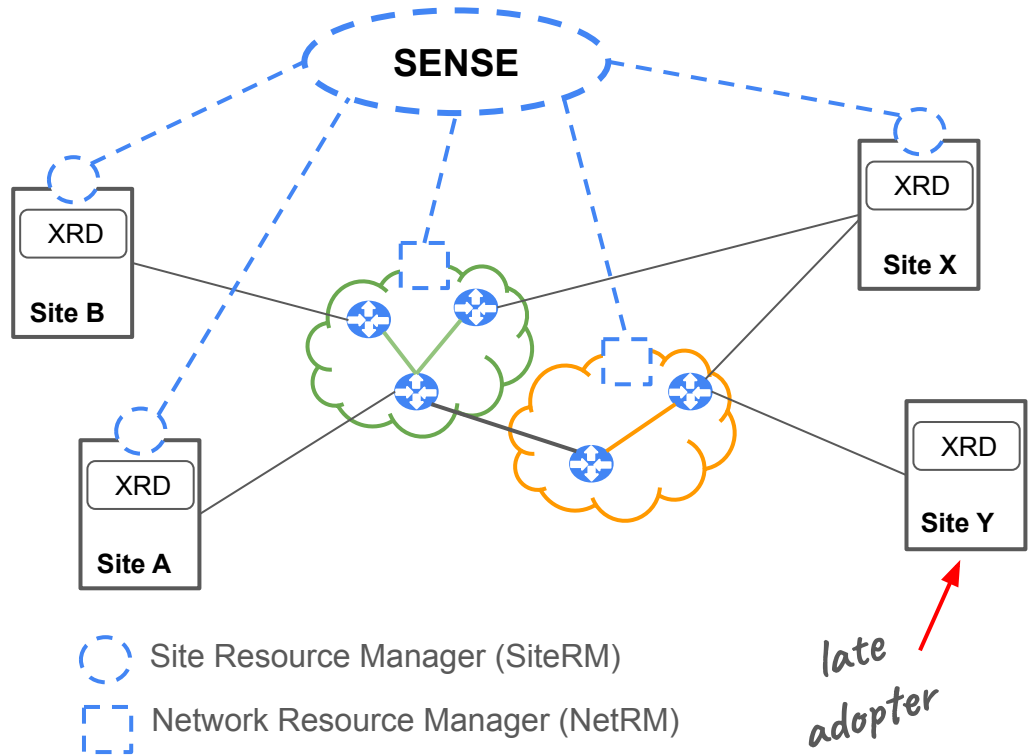 SENSE
XRD
Site X
XRD
Site B
XRD
Site A
XRD
Site Y
Site Resource Manager (SiteRM)
Network Resource Manager (NetRM)
late
adopter